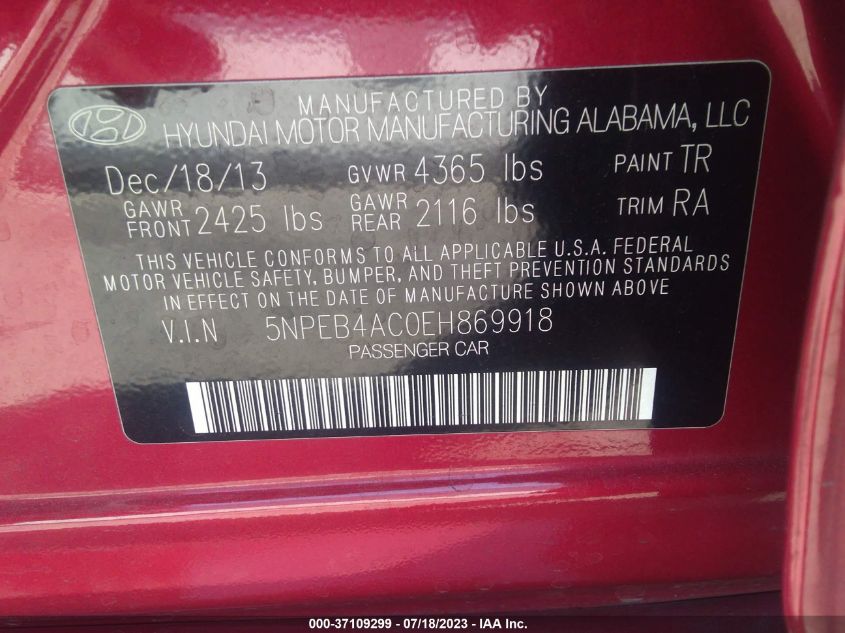 MANUFACTURED BY
HYUNDAI MOTOR MANUFACTURING ALABAMA, LLC
Dec/18/13 GVWR 4365 lbs PAINT TR
GAWR FRONT 2425 lbs GAWR REAR 2116 lbs TRIM RA
THIS VEHICLE CONFORMS TO ALL APPLICABLE U.S.A. FEDERAL
MOTOR VEHICLE SAFETY, BUMPER, AND THEFT PREVENTION STANDARDS
IN EFFECT ON THE DATE OF MANUFACTURE SHOWN ABOVE
V.I.N 5NPEB4AC0EH869918
PASSENGER CAR
000-37109299 - 07/18/2023 - IAA Inc.